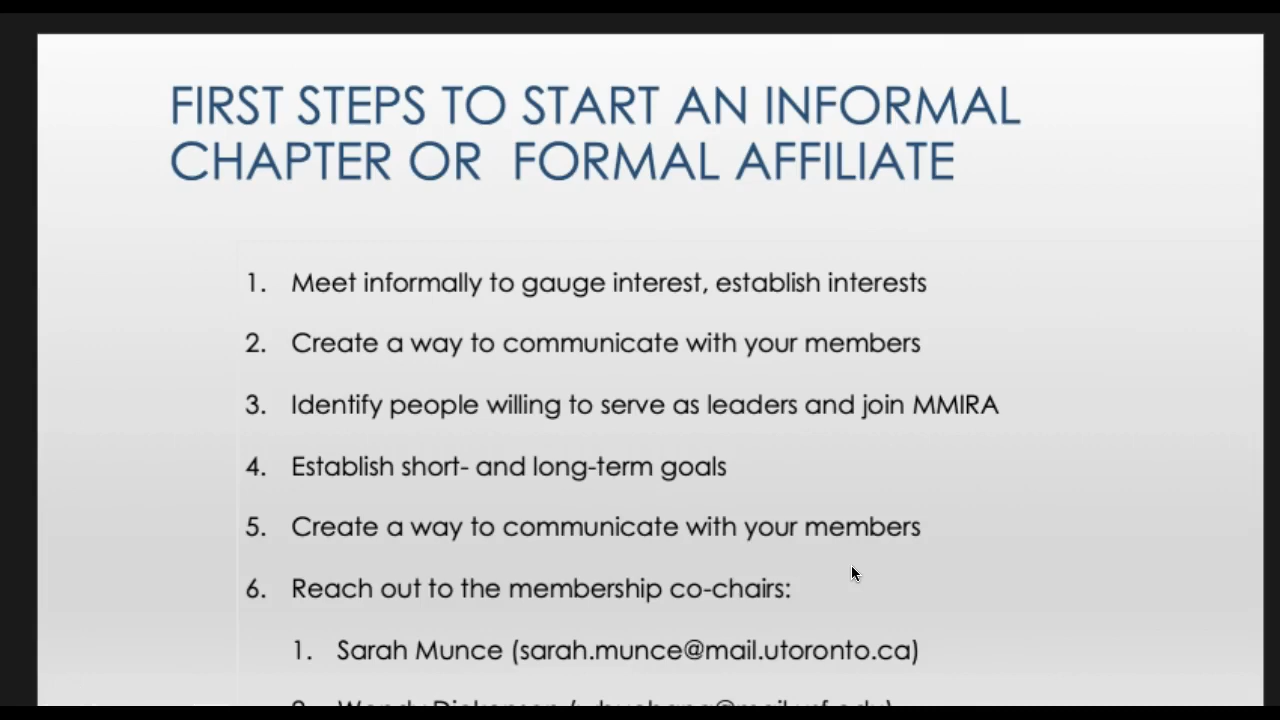 FIRST STEPS TO START AN INFORMAL
CHAPTER OR FORMAL AFFILIATE
1. Meet informally to gauge interest, establish interests
2. Create a way to communicate with your members
3. Identify people willing to serve as leaders and join MMIRA
4. Establish short- and long-term goals
5. Create a way to communicate with your members
6. Reach out to the membership co-chairs:
1. Sarah Munce (sarah.munce@mail.utoronto.ca)
2. Wendy